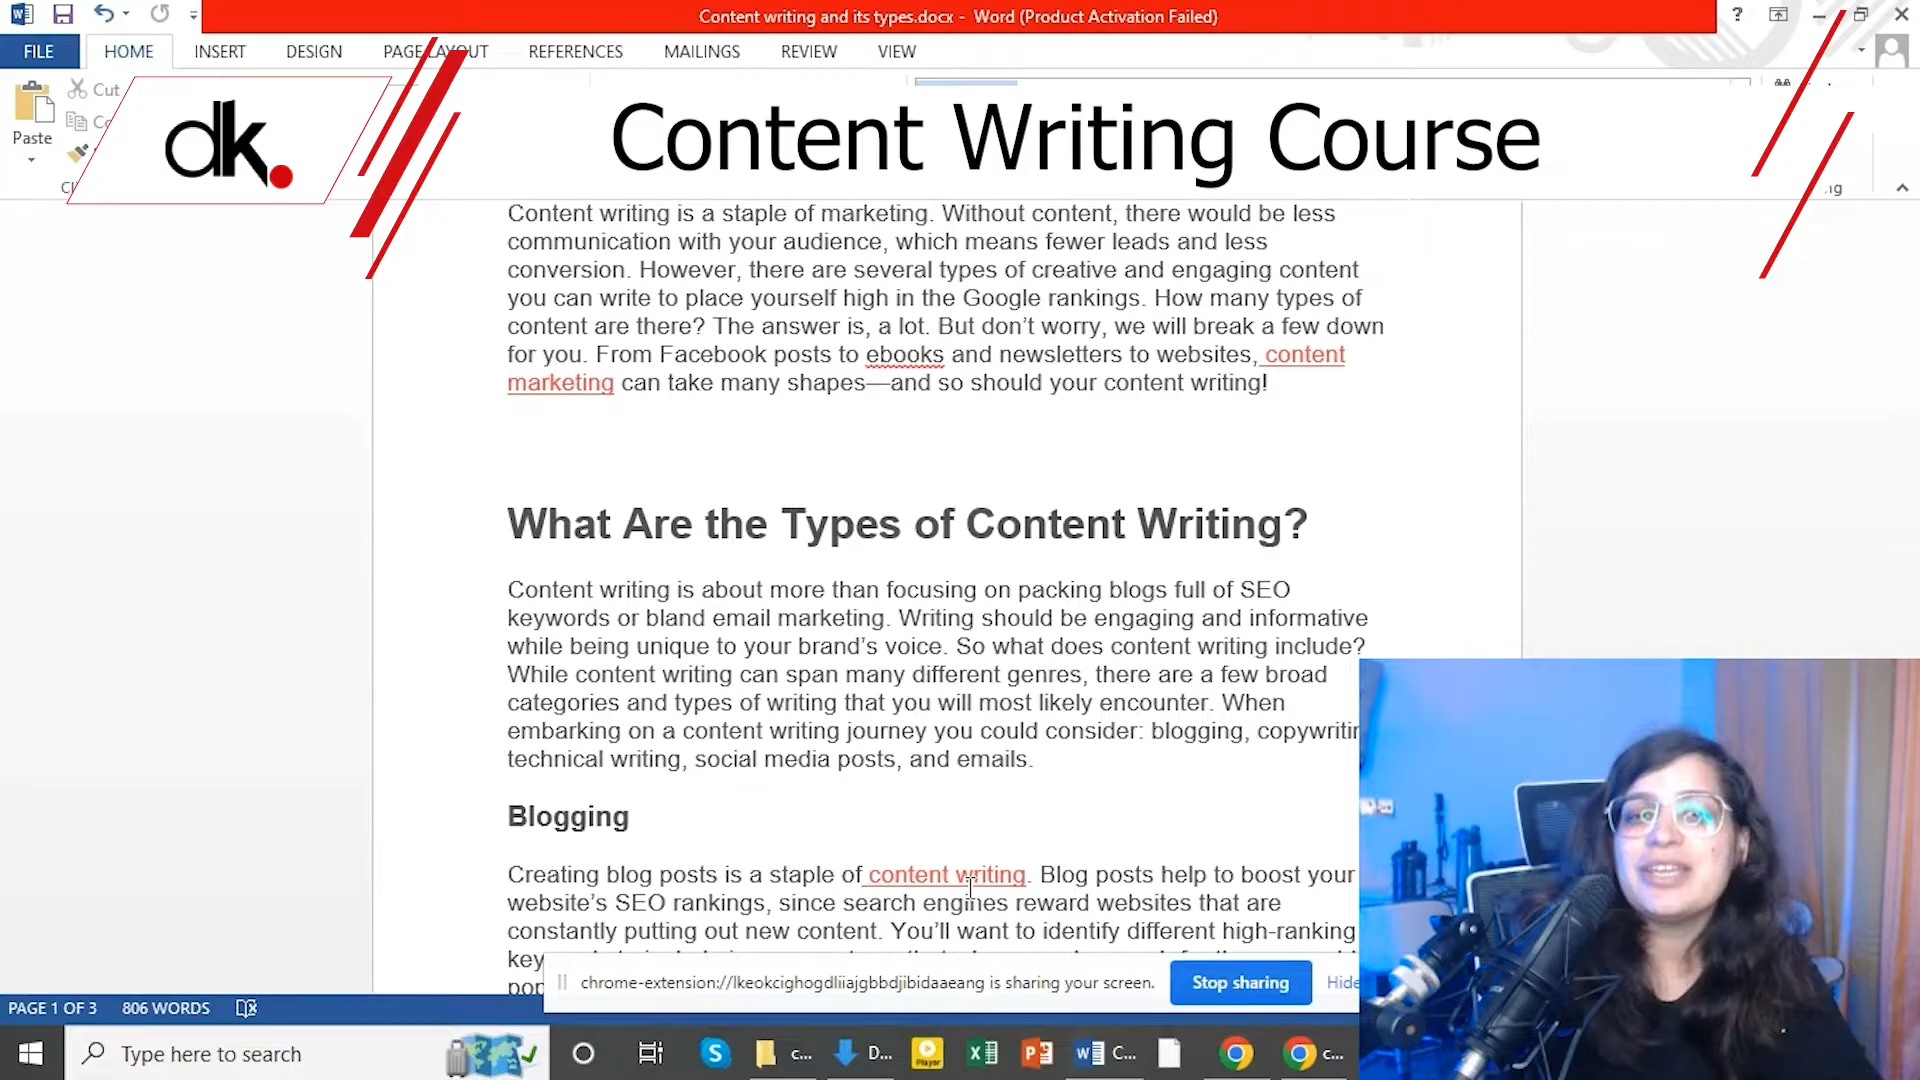 Content writing and its types.docx - Word (Product Activation Failed)
FILE HOME INSERT DESIGN PAGE LAYOUT REFERENCES MAILINGS REVIEW VIEW
Cut
Paste
dk.
Content Writing Course
Content writing is a staple of marketing. Without content, there would be less
communication with your audience, which means fewer leads and less
conversion. However, there are several types of creative and engaging content
you can write to place yourself high in the Google rankings. How many types of
content are there? The answer is, a lot. But don’t worry, we will break a few down
for you. From Facebook posts to ebooks and newsletters to websites, content
marketing can take many shapes—and so should your content writing!
What Are the Types of Content Writing?
Content writing is about more than focusing on packing blogs full of SEO
keywords or bland email marketing. Writing should be engaging and informative
while being unique to your brand’s voice. So what does content writing include?
While content writing can span many different genres, there are a few broad
categories and types of writing that you will most likely encounter. When
embarking on a content writing journey you could consider: blogging, copywritin
technical writing, social media posts, and emails.
Blogging
Creating blog posts is a staple of content writing. Blog posts help to boost your
website’s SEO rankings, since search engines reward websites that are
constantly putting out new content. You’ll want to identify different high-ranking
chrome-extension://lkeokcighogdliiajgbbdjibidaaeang is sharing your screen. Stop sharing Hide
PAGE 1 OF 3 806 WORDS
Type here to search
c... D... Player C... c...